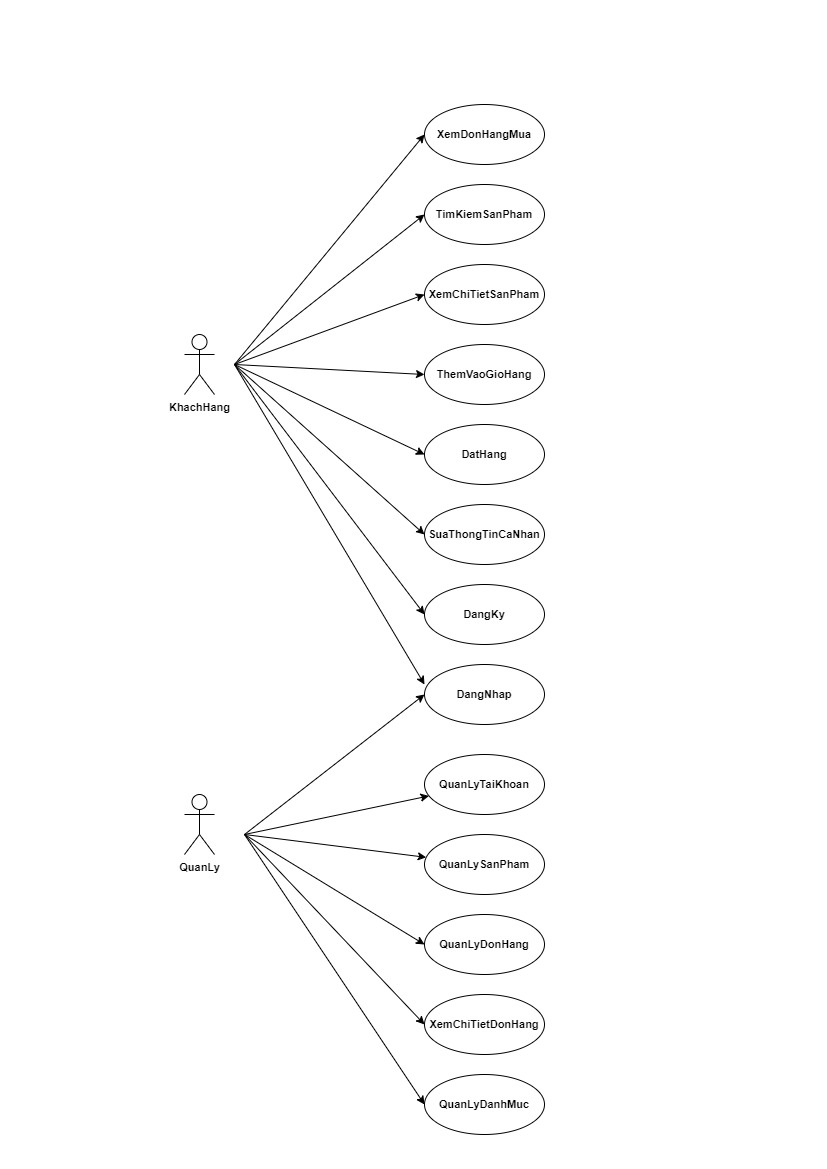 XemDonHangMua
TimKiemSanPham
XemChiTietSanPham
ThemVaoGioHang
KhachHang
DatHang
SuaThongTinCaNhan
DangKy
DangNhap
QuanLyTaiKhoan
QuanLySanPham
QuanLy
QuanLyDonHang
XemChiTietDonHang
QuanLyDanhMuc